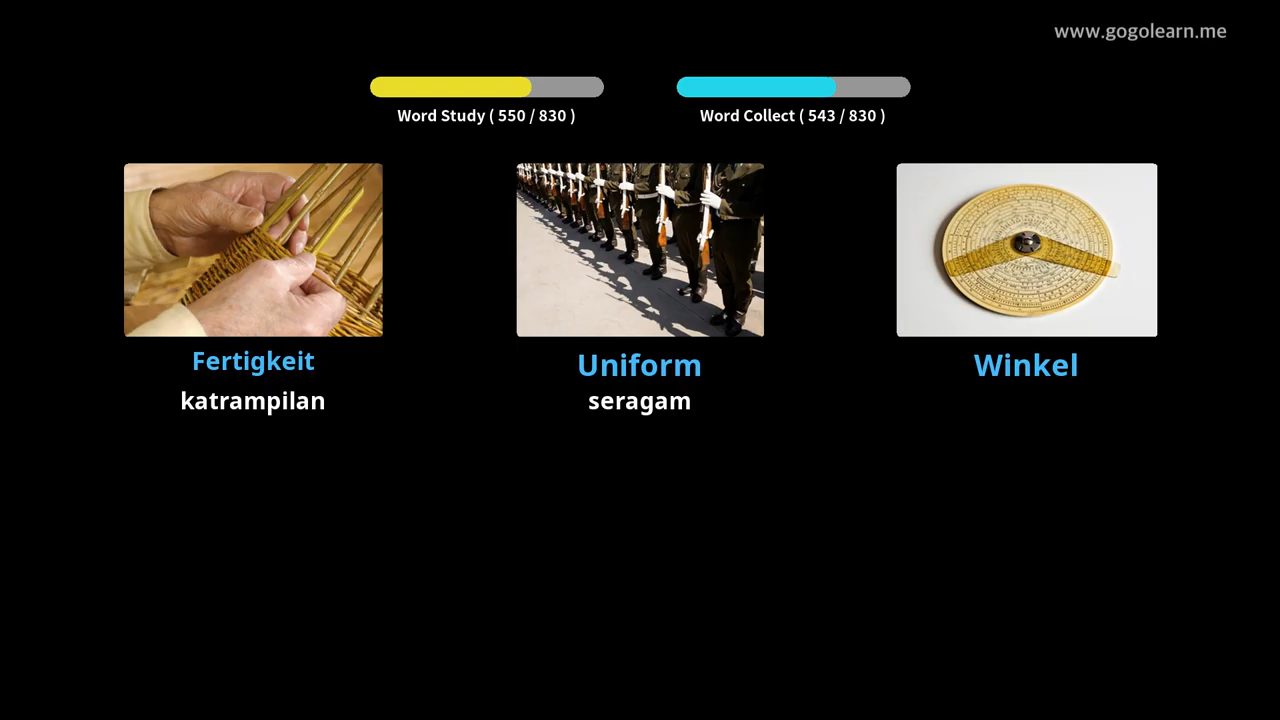 www.gogolearn.me
Word Study ( 550 / 830 )
Word Collect ( 543 / 830 )
Fertigkeit
katrampilan
Uniform
seragam
Winkel